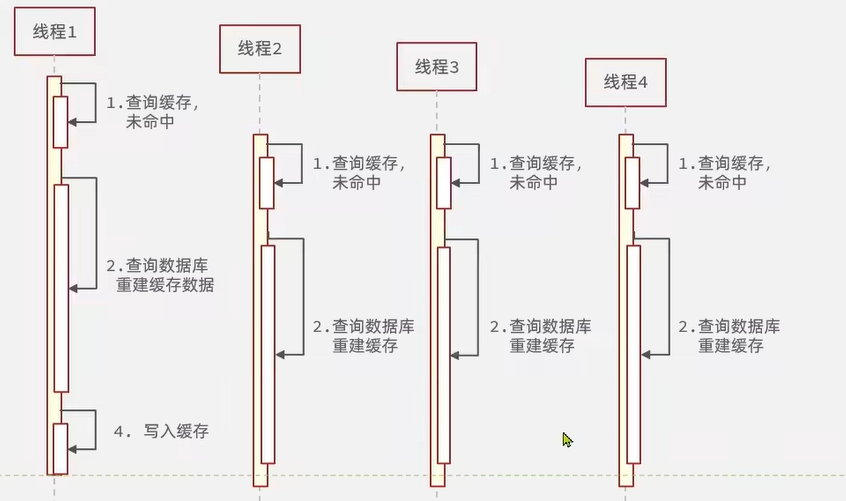 线程1
线程2
线程3
线程4
1.查询缓存，
未命中
1.查询缓存，
未命中
1.查询缓存，
未命中
1.查询缓存，
未命中
2.查询数据库
重建缓存数据
2.查询数据库
重建缓存
2.查询数据库
重建缓存
2.查询数据库
重建缓存
4. 写入缓存